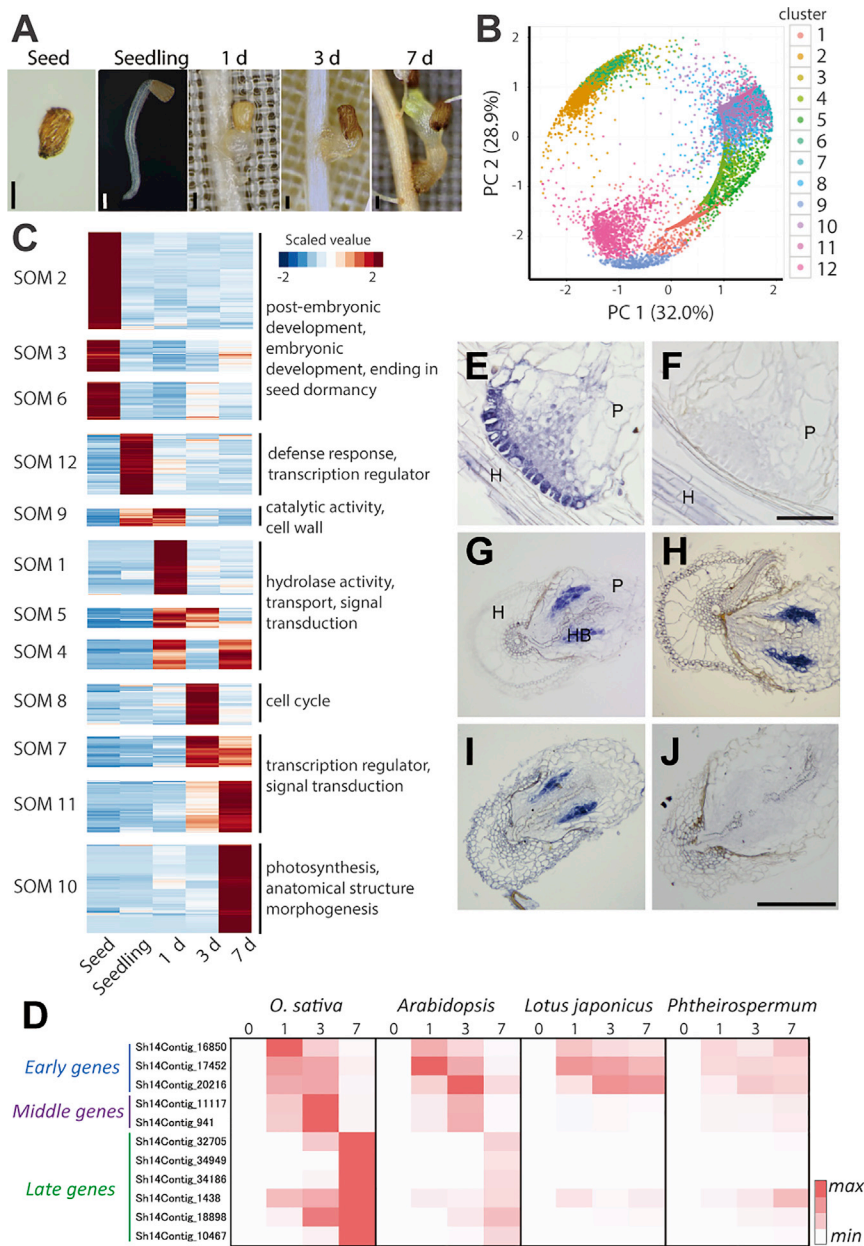 A
Seed
Seedling
1 d
3 d
7 d
B
PC 2 (28.9%)
2
1
0
-1
-2
-2
-1
0
1
2
PC 1 (32.0%)
cluster
1
2
3
4
5
6
7
8
9
10
11
12
C
Scaled vealue
-2
2
SOM 2
SOM 3
SOM 6
post-embryonic
development,
embryonic
development, ending in
seed dormancy
SOM 12
defense response,
transcription regulator
SOM 9
catalytic activity,
cell wall
SOM 1
SOM 5
SOM 4
hydrolase activity,
transport, signal
transduction
SOM 8
cell cycle
SOM 7
SOM 11
transcription regulator,
signal transduction
SOM 10
photosynthesis,
anatomical structure
morphogenesis
Seed
Seedling
1 d
3 d
7 d
E
P
H
F
P
H
G
H
P
HB
H
I
J
D
O. sativa
Arabidopsis
Lotus japonicus
Phtheirospermum
0 1 3 7 0 1 3 7 0 1 3 7 0 1 3 7
Early genes
Sh14Contig_16850
Sh14Contig_17452
Sh14Contig_20216
Middle genes
Sh14Contig_11117
Sh14Contig_941
Late genes
Sh14Contig_32705
Sh14Contig_34949
Sh14Contig_34186
Sh14Contig_1438
Sh14Contig_18898
Sh14Contig_10467
max
min